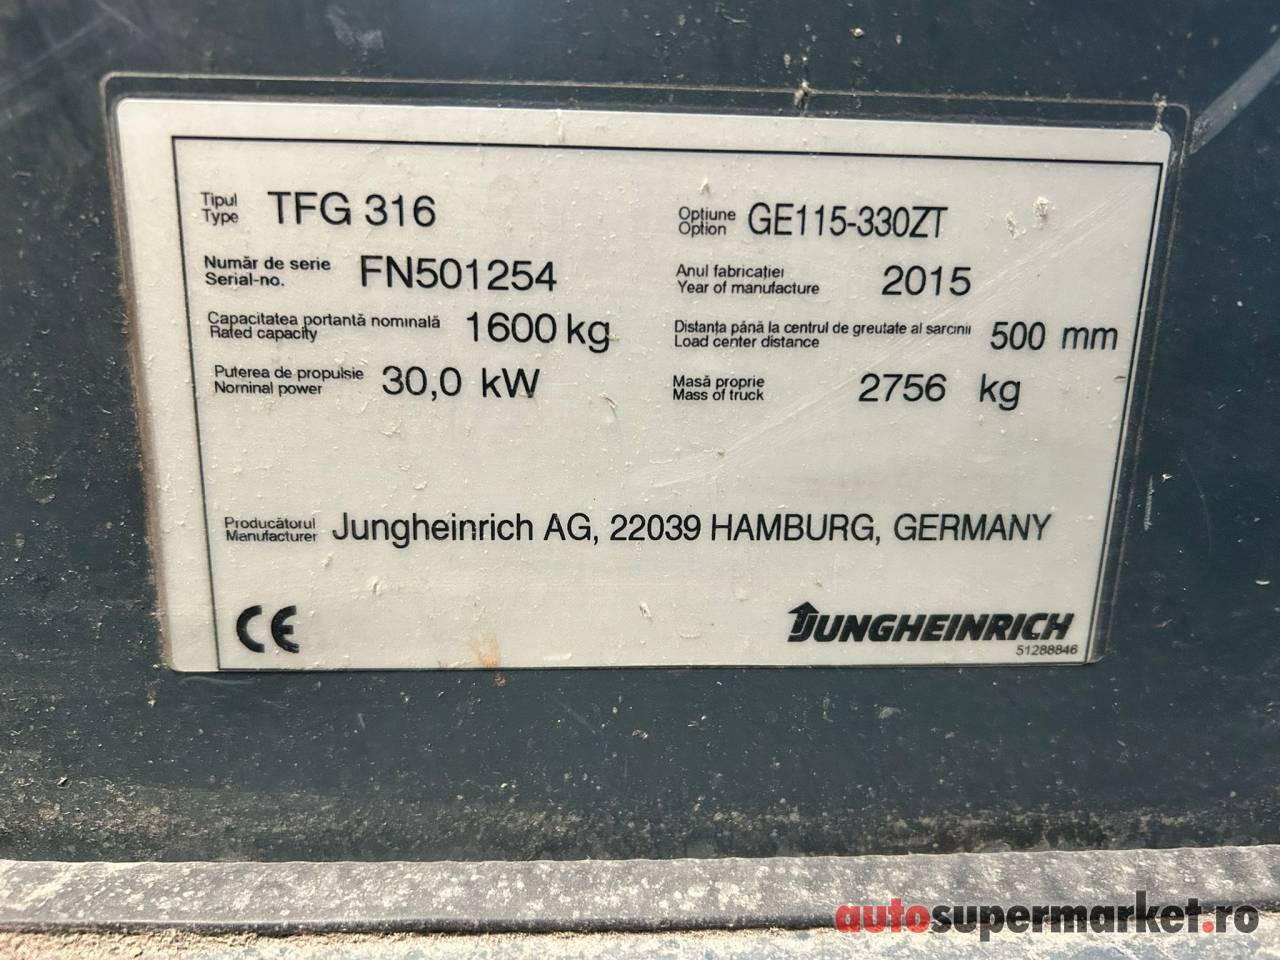 Tipul
Type TFG 316
Număr de serie
Serial-no. FN501254
Capacitatea portantă nominală
Rated capacity 1600 kg
Puterea de propulsie
Nominal power 30,0 kW
Opțiune
Option GE115-330ZT
Anul fabricației
Year of manufacture 2015
Distanța până la centrul de greutate al sarcinii
Load center distance 500 mm
Masă proprie
Mass of truck 2756 kg
Producătorul
Manufacturer Jungheinrich AG, 22039 HAMBURG, GERMANY
CE
JUNGHEINRICH
51288846
autosupermarket.ro